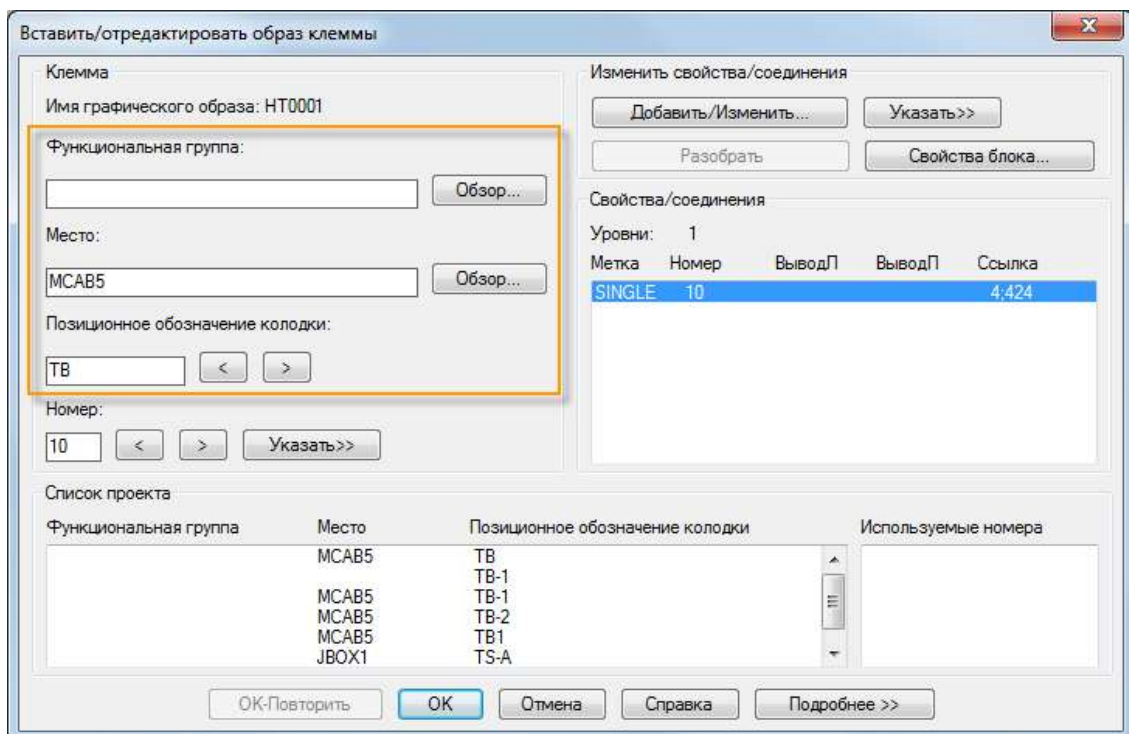 Вставить/отредактировать образ клеммы
Клемма
Имя графического образа: HT0001
Функциональная группа:
Обзор...
Место:
MCAB5
Обзор...
Позиционное обозначение колодки:
TB < >
Номер:
10 < > Указать>>
Изменить свойства/соединения
Добавить/Изменить... Указать>>
Разобрать Свойства блока...
Свойства/соединения
Уровни: 1
Метка Номер ВыводЛ ВыводП Ссылка
SINGLE 10 4;424
Список проекта
Функциональная группа Место Позиционное обозначение колодки Используемые номера
MCAB5 TB
TB-1
MCAB5 TB-1
MCAB5 TB-2
MCAB5 TB1
JBOX1 TS-A
ОК-Повторить ОК Отмена Справка Подробнее >>